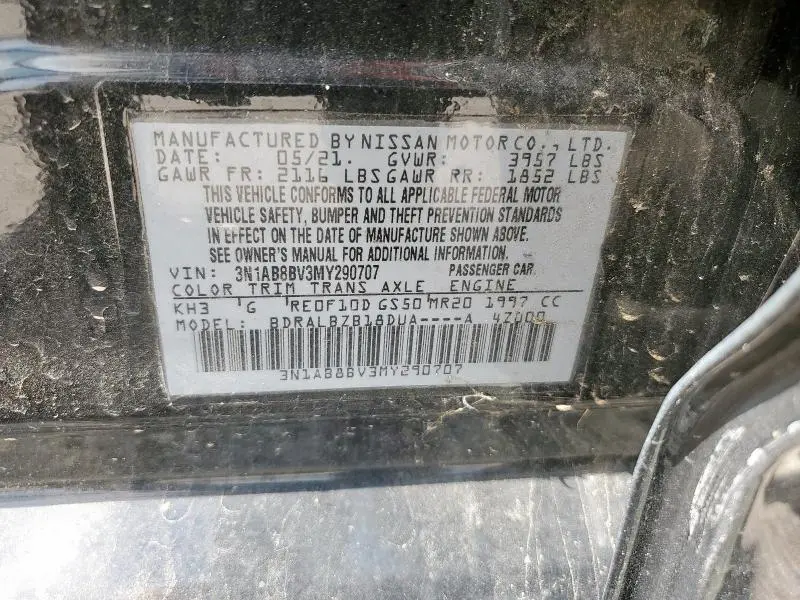 MANUFACTURED BY NISSAN MOTOR CO., LTD.
DATE: 05/21. GVWR: 3957 LBS
GAWR FR: 2116 LBS GAWR RR: 1852 LBS
THIS VEHICLE CONFORMS TO ALL APPLICABLE FEDERAL MOTOR
VEHICLE SAFETY, BUMPER AND THEFT PREVENTION STANDARDS
IN EFFECT ON THE DATE OF MANUFACTURE SHOWN ABOVE.
SEE OWNER'S MANUAL FOR ADDITIONAL INFORMATION.
VIN: 3N1AB8BV3MY290707 PASSENGER CAR
COLOR TRIM TRANS AXLE ENGINE
KH3 'G 'RE0F10D GS50 MR20 1997 CC
MODEL: BDRALBZB18DUA----A 4Z000
3N1AB8BV3MY290707